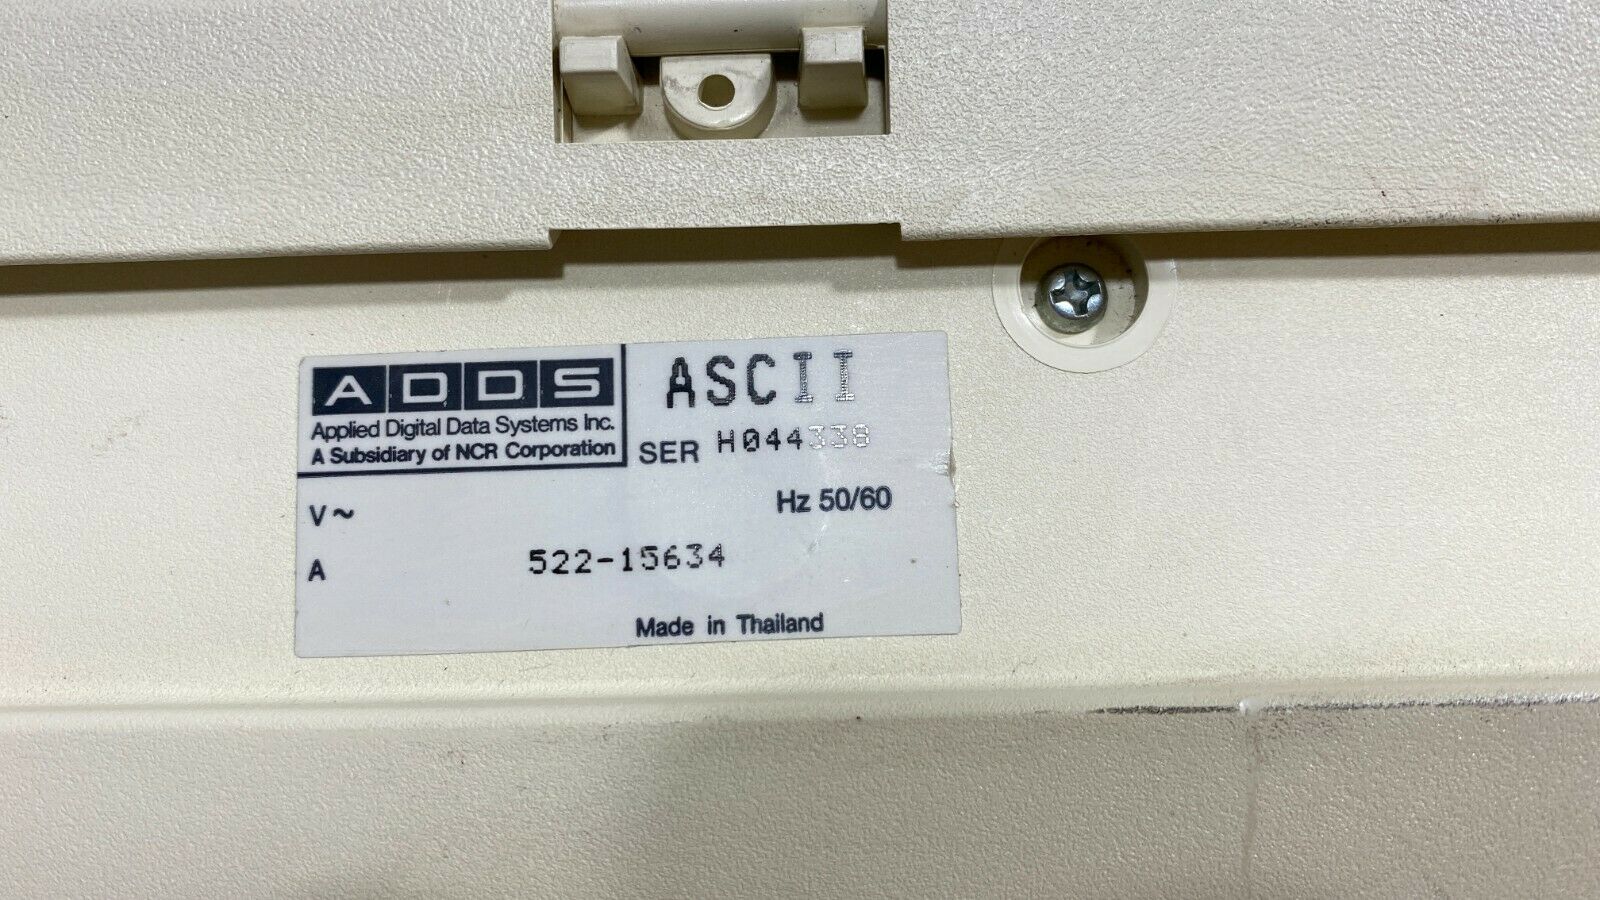 ADDS
Applied Digital Data Systems Inc.
A Subsidiary of NCR Corporation
ASCII
SER H044338
V~
Hz 50/60
A
522-15634
Made in Thailand